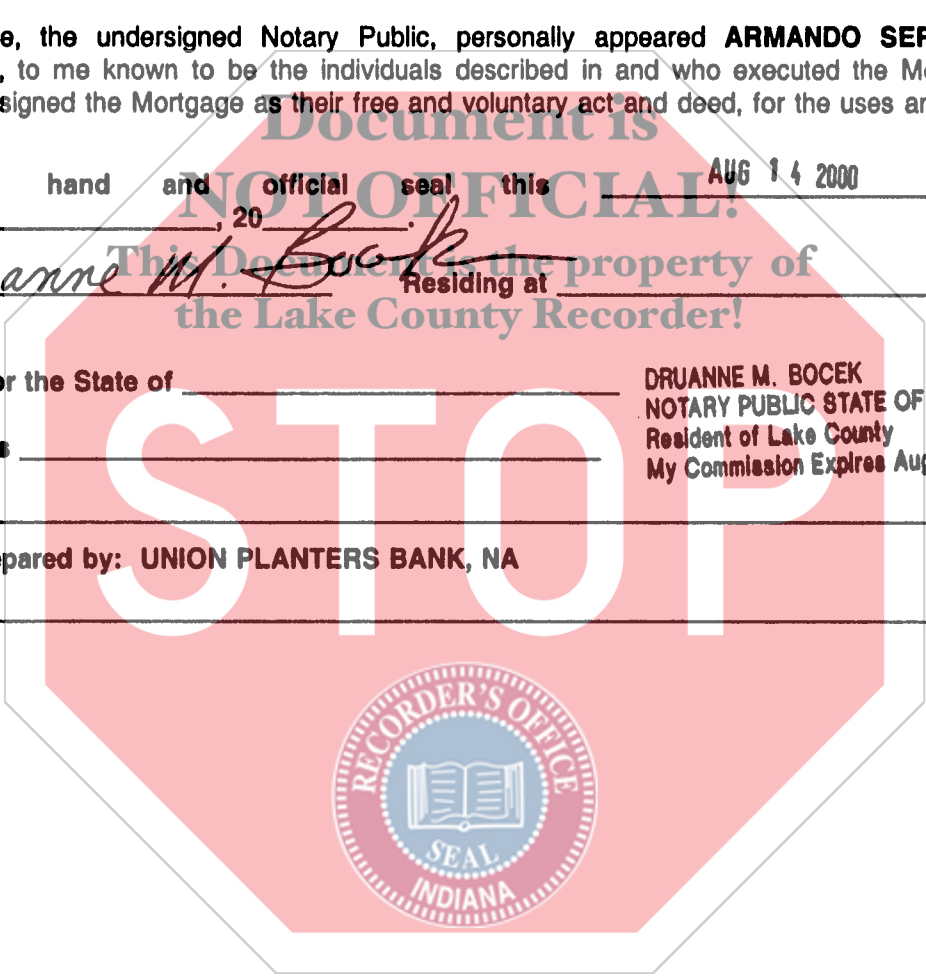 e, the undersigned Notary Public, personally appeared ARMANDO SER
, to me known to be the individuals described in and who executed the Mo
signed the Mortgage as their free and voluntary act and deed, for the uses an
Document is
hand and official seal this AUG 14 2000
NOT OFFICIAL!
, 20 .
This Document is the property of
anne M. Bocek Residing at
the Lake County Recorder!
r the State of
DRUANNE M. BOCEK
NOTARY PUBLIC STATE OF
Resident of Lake County
My Commission Expires Aug
s
STOP
pared by: UNION PLANTERS BANK, NA
RECORDER'S OFFICE
SEAL
INDIANA